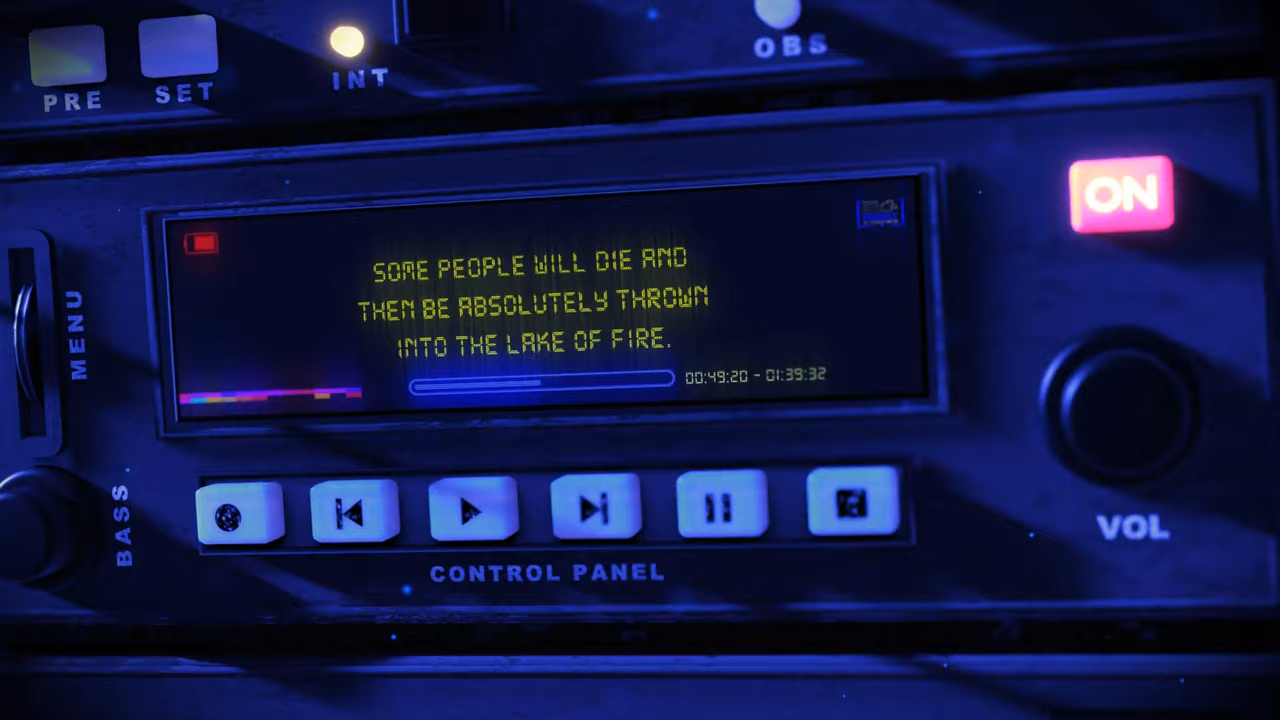 PRE
SET
INT
OBS
ON
SOME PEOPLE WILL DIE AND
THEN BE ABSOLUTELY THROWN
INTO THE LAKE OF FIRE.
00:49:20 - 01:39:32
MENU
BASS
VOL
CONTROL PANEL